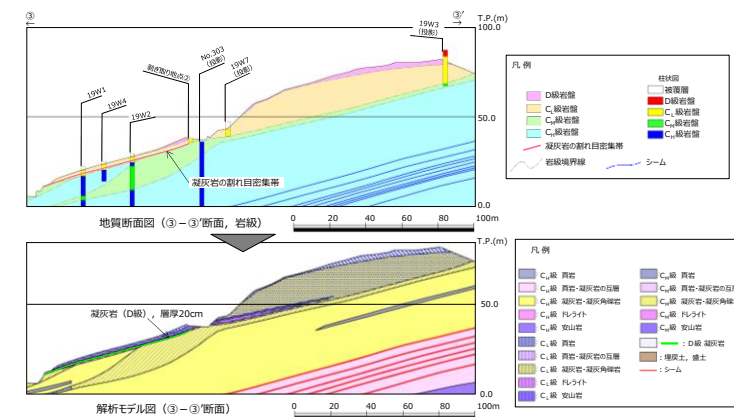 ③
③’
T.P.(m)
100.0
50.0
0.0
19W1
19W4
19W2
剥ぎ取り地点②
No.303
(投影)
19W7
(投影)
19W3
(投影)
凝灰岩の割れ目密集帯
地質断面図（③－③’断面，岩級）
0 20 40 60 80 100m
凡 例
D級岩盤
CL級岩盤
CM級岩盤
CH級岩盤
凝灰岩の割れ目密集帯
岩級境界線
シーム
柱状図
被覆層
D級岩盤
CL級岩盤
CM級岩盤
CH級岩盤
T.P.(m)
50.0
0.0
凝灰岩（D級），層厚20cm
解析モデル図（③－③’断面）
0 20 40 60 80 100m
凡 例
CH級 頁岩
CH級 頁岩・凝灰岩の互層
CH級 凝灰岩・凝灰角礫岩
CH級 ドレライト
CH級 安山岩
CL級 頁岩
CL級 頁岩・凝灰岩の互層
CL級 凝灰岩・凝灰角礫岩
CL級 ドレライト
CL級 安山岩
CM級 頁岩
CM級 頁岩・凝灰岩の互
CM級 凝灰岩・凝灰角礫
CM級 ドレライト
CM級 安山岩
：D級 凝灰岩
：埋戻土，盛土
：シーム